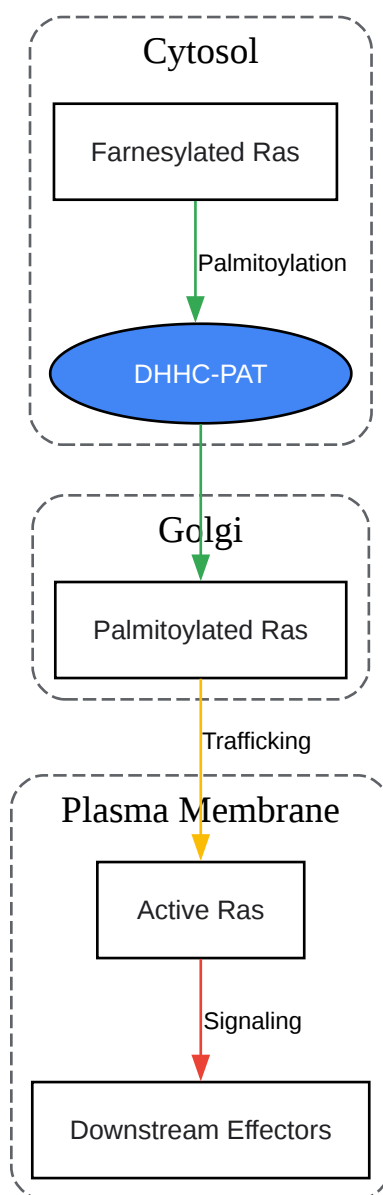 Cytosol
Farnesylated Ras
Palmitoylation
DHHC-PAT
Golgi
Palmitoylated Ras
Trafficking
Plasma Membrane
Active Ras
Signaling
Downstream Effectors